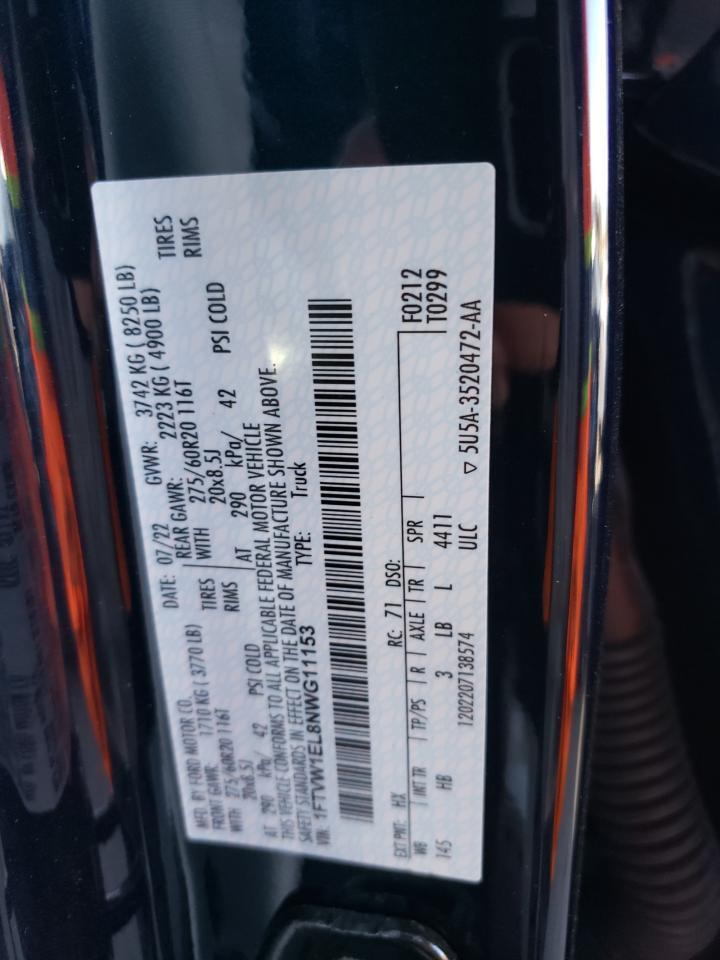 MFD. BY FORD MOTOR CO. DATE: 07/22 GVWR: 3742 KG ( 8250 LB)
FRONT GAWR: 1710 KG ( 3770 LB) REAR GAWR: 2223 KG ( 4900 LB)
WITH 275/60R20 116T TIRES WITH 275/60R20 116T TIRES
20x8.5J RIMS 20x8.5J RIMS
AT 290 kPa/ 42 PSI COLD AT 290 kPa/ 42 PSI COLD
THIS VEHICLE CONFORMS TO ALL APPLICABLE FEDERAL MOTOR VEHICLE
SAFETY STANDARDS IN EFFECT ON THE DATE OF MANUFACTURE SHOWN ABOVE.
VIN: 1FTVW1EL8NWG11153 TYPE: Truck
EXT PNT: HX RC: 71 DSO: F0212
WB INT TR TP/PS R AXLE TR SPR T0299
145 HB 3 LB L 4411
ULC
1202207138574 ▽ 5U5A-3520472-AA